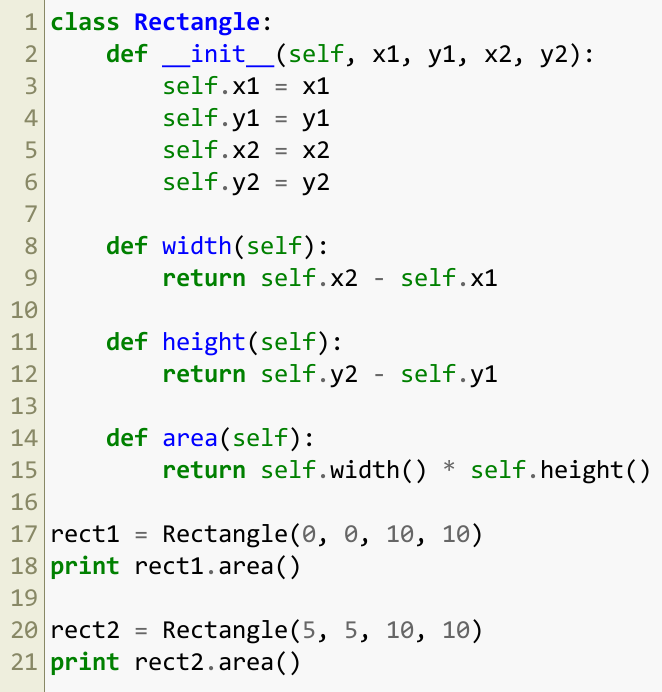 1 class Rectangle:
2     def __init__(self, x1, y1, x2, y2):
3         self.x1 = x1
4         self.y1 = y1
5         self.x2 = x2
6         self.y2 = y2
7
8     def width(self):
9         return self.x2 - self.x1
10
11     def height(self):
12         return self.y2 - self.y1
13
14     def area(self):
15         return self.width() * self.height()
16
17 rect1 = Rectangle(0, 0, 10, 10)
18 print rect1.area()
19
20 rect2 = Rectangle(5, 5, 10, 10)
21 print rect2.area()